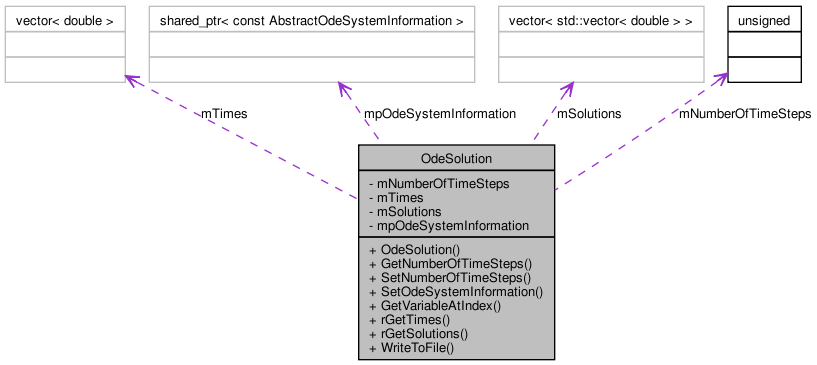 vector< double >
shared_ptr< const AbstractOdeSystemInformation >
vector< std::vector< double > >
unsigned
mTimes
mpOdeSystemInformation
mSolutions
mNumberOfTimeSteps
OdeSolution
- mNumberOfTimeSteps
- mTimes
- mSolutions
- mpOdeSystemInformation
+ OdeSolution()
+ GetNumberOfTimeSteps()
+ SetNumberOfTimeSteps()
+ SetOdeSystemInformation()
+ GetVariableAtIndex()
+ rGetTimes()
+ rGetSolutions()
+ WriteToFile()